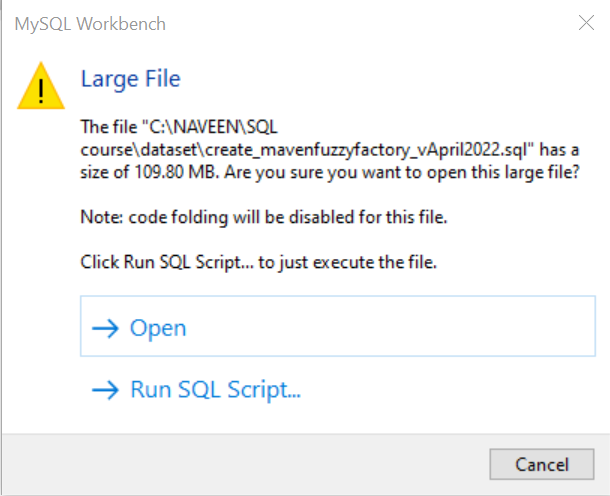 MySQL Workbench
Large File
The file "C:\NAVEEN\SQL
course\dataset\create_mavenfuzzyfactory_vApril2022.sql" has a
size of 109.80 MB. Are you sure you want to open this large file?
Note: code folding will be disabled for this file.
Click Run SQL Script... to just execute the file.
→ Open
→ Run SQL Script...
Cancel